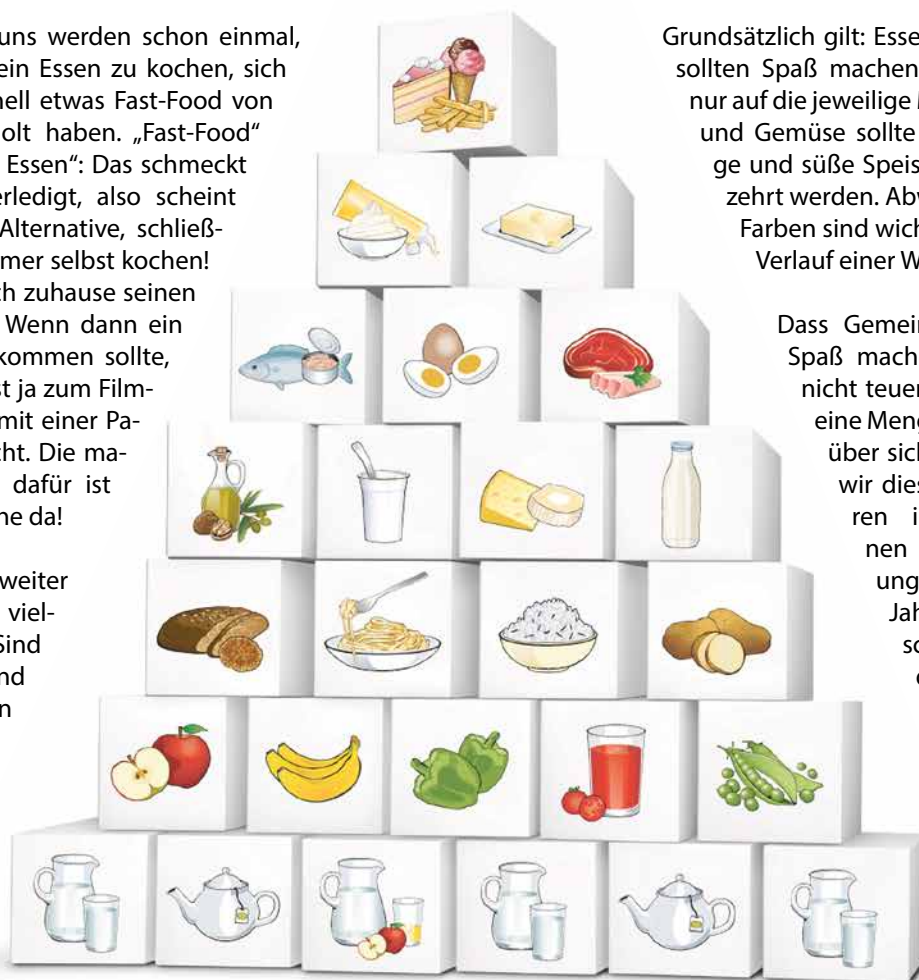 uns werden schon einmal,
ein Essen zu kochen, sich
nell etwas Fast-Food von
olt haben. „Fast-Food“
Essen“: Das schmeckt
erledigt, also scheint
Alternative, schließ-
mer selbst kochen!
ch zuhause seinen
Wenn dann ein
kommen sollte,
st ja zum Film-
mit einer Pa-
cht. Die ma-
dafür ist
ne da!
weiter
viel-
Sind
nd
n
Grundsätzlich gilt: Esse
sollten Spaß machen
nur auf die jeweilige
und Gemüse sollte
ge und süße Speis
zehrt werden. Abw
Farben sind wich
Verlauf einer W
Dass Gemein
Spaß mach
nicht teuer
eine Meng
über sich
wir dies
ren i
nen
ung
Jah
sc